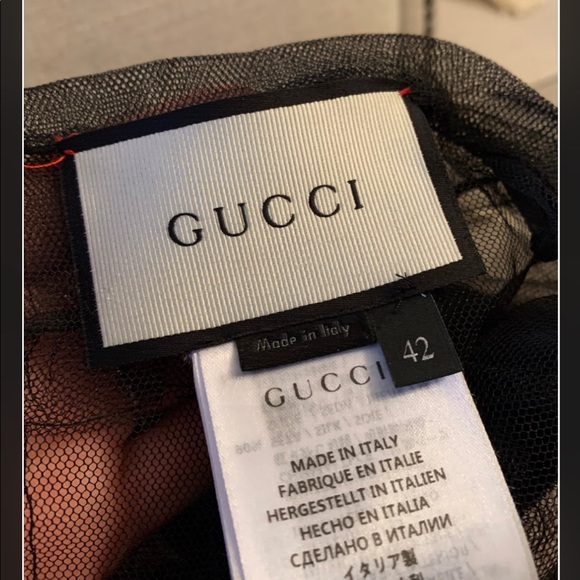 GUCCI
Made in Italy
42
GUCCI
MADE IN ITALY
FABRIQUE EN ITALIE
HERGESTELLT IN ITALIEN
HECHO EN ITALIA
СДЕЛАНО В ИТАЛИИ
イタリア製